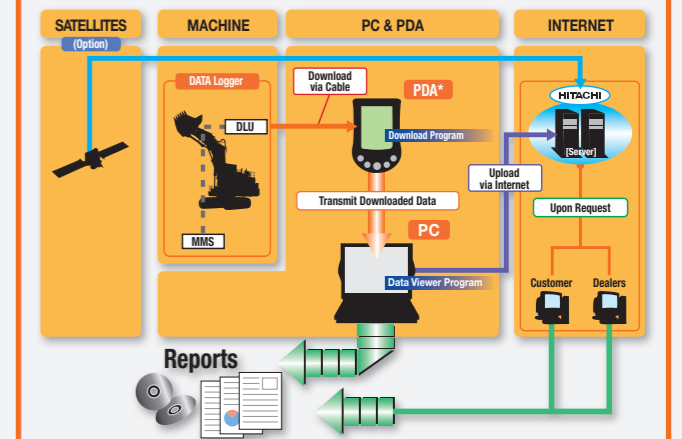 SATELLITES
(Option)
MACHINE
PC & PDA
INTERNET
DATA Logger
DLU
MMS
Download
via Cable
PDA*
Download Program
Transmit Downloaded Data
PC
Data Viewer Program
Upload
via Internet
HITACHI
[Server]
Upon Request
Customer
Dealers
Reports